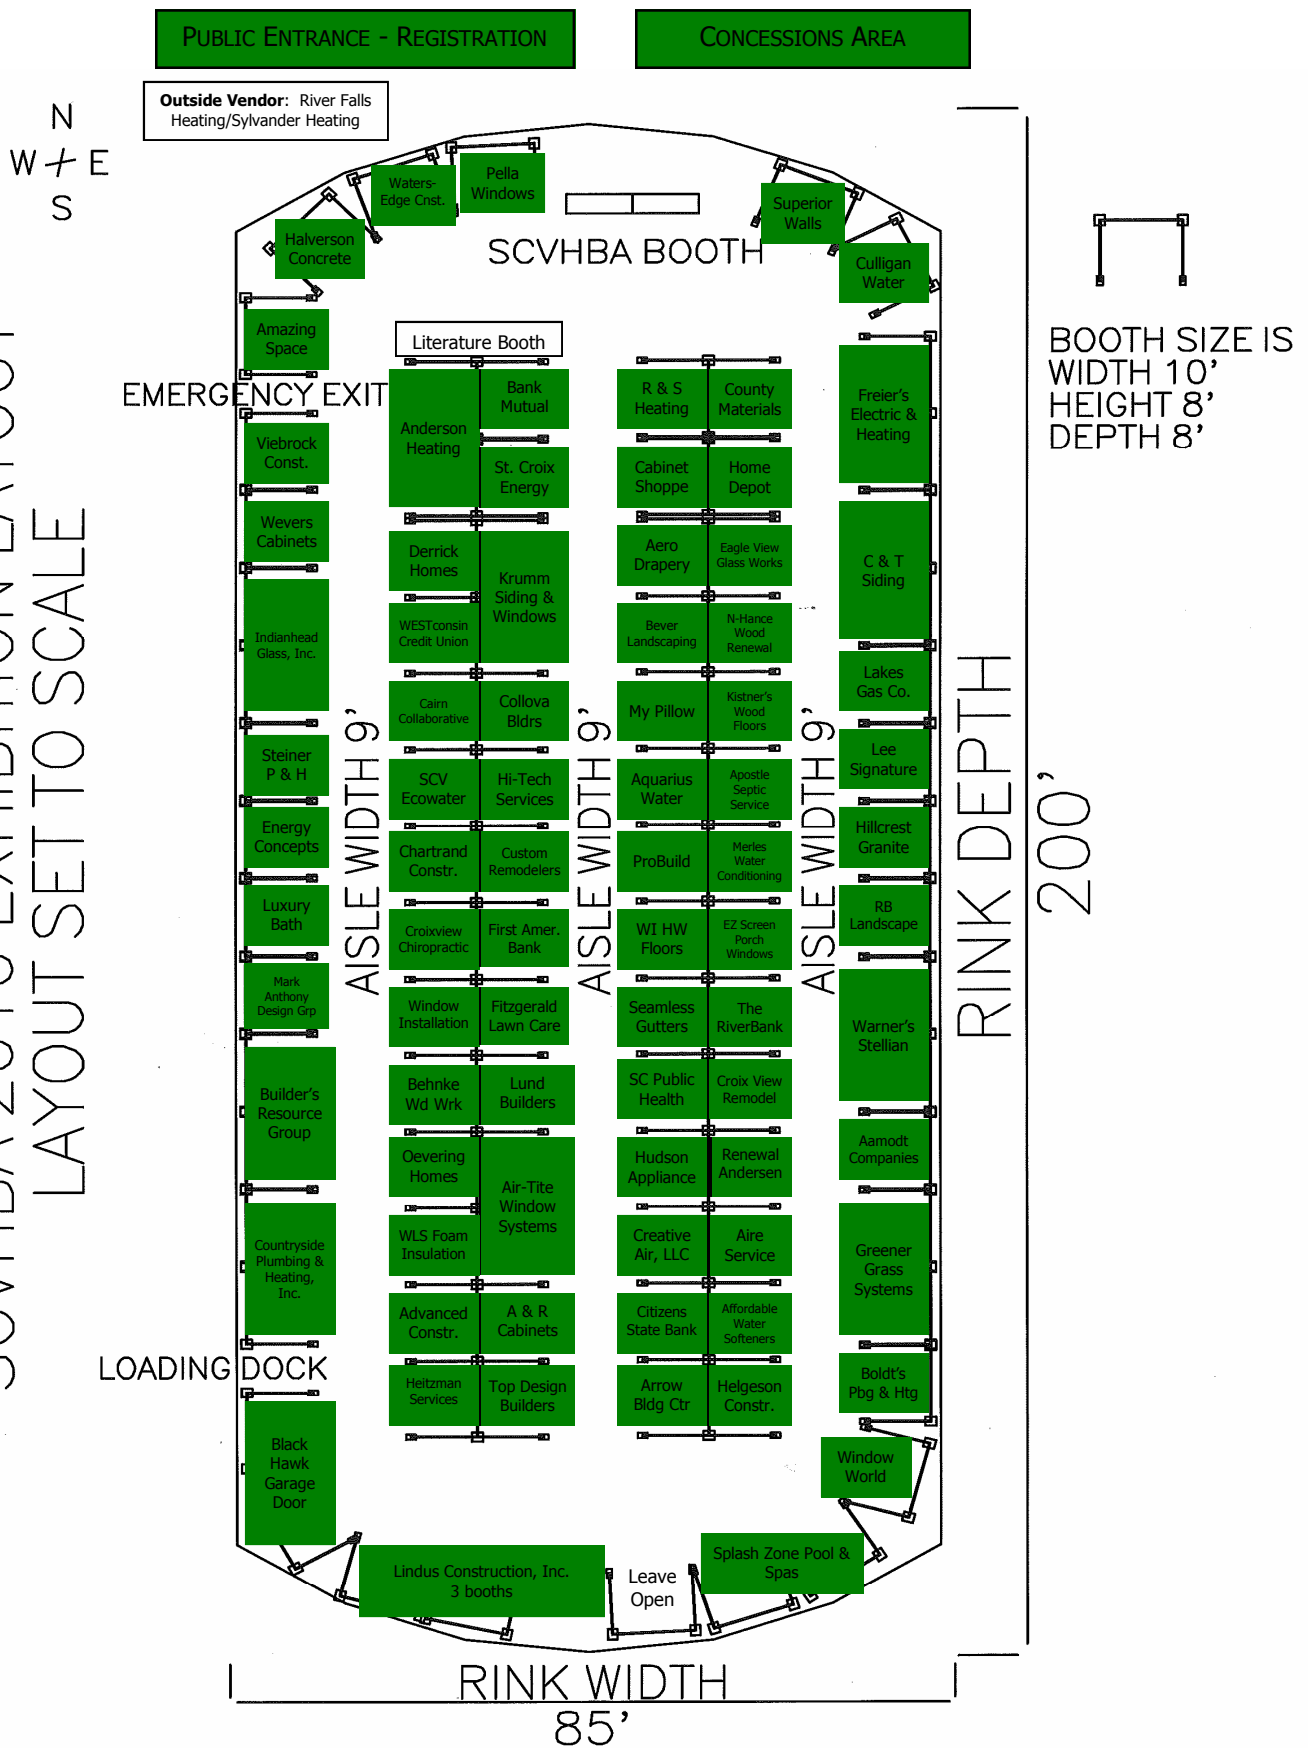 PUBLIC ENTRANCE - REGISTRATION
CONCESSIONS AREA
Outside Vendor: River Falls
Heating/Sylvander Heating
N
W E
S
Waters-
Edge Cnst.
Pella
Windows
Superior
Walls
Halverson
Concrete
SCVHBA BOOTH
Culligan
Water
BOOTH SIZE IS
WIDTH 10'
HEIGHT 8'
DEPTH 8'
Amazing
Space
EMERGENCY EXIT
Viebrock
Const.
Wevers
Cabinets
Indianhead
Glass, Inc.
Steiner
P & H
Energy
Concepts
Luxury
Bath
Mark
Anthony
Design Grp
Builder's
Resource
Group
Countryside
Plumbing &
Heating,
Inc.
LOADING DOCK
Black
Hawk
Garage
Door
LAYOUT SET TO SCALE
AISLE WIDTH 9'
Literature Booth
Anderson
Heating
Bank
Mutual
St. Croix
Energy
Derrick
Homes
Krumm
Siding &
Windows
WESTconsin
Credit Union
Cairn
Collaborative
Collova
Bldrs
SCV
Ecowater
Hi-Tech
Services
Chartrand
Constr.
Custom
Remodelers
Croixview
Chiropractic
First Amer.
Bank
Window
Installation
Fitzgerald
Lawn Care
Behnke
Wd Wrk
Lund
Builders
Oevering
Homes
Air-Tite
Window
Systems
WLS Foam
Insulation
Advanced
Constr.
A & R
Cabinets
Heitzman
Services
Top Design
Builders
AISLE WIDTH 9'
R & S
Heating
County
Materials
Cabinet
Shoppe
Home
Depot
Aero
Drapery
Eagle View
Glass Works
Bever
Landscaping
N-Hance
Wood
Renewal
My Pillow
Kistner's
Wood
Floors
Aquarius
Water
Apostle
Septic
Service
ProBuild
Merles
Water
Conditioning
WI HW
Floors
EZ Screen
Porch
Windows
Seamless
Gutters
The
RiverBank
SC Public
Health
Croix View
Remodel
Hudson
Appliance
Renewal
Andersen
Creative
Air, LLC
Aire
Service
Citizens
State Bank
Affordable
Water
Softeners
Arrow
Bldg Ctr
Helgeson
Constr.
AISLE WIDTH 9'
Freier's
Electric &
Heating
C & T
Siding
Lakes
Gas Co.
Lee
Signature
Hillcrest
Granite
RB
Landscape
Warner's
Stellian
Aamodt
Companies
Greener
Grass
Systems
Boldt's
Pbg & Htg
Window
World
RINK DEPTH
200'
Lindus Construction, Inc.
3 booths
Leave
Open
Splash Zone Pool &
Spas
RINK WIDTH
85'